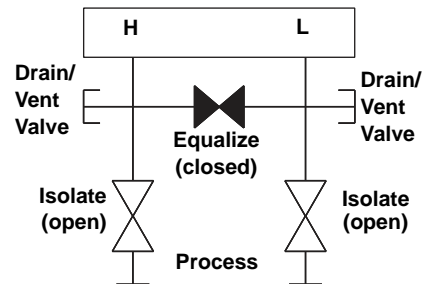 H
L
Drain/
Vent
Valve
Equalize
(closed)
Drain/
Vent
Valve
Isolate
(open)
Isolate
(open)
Process